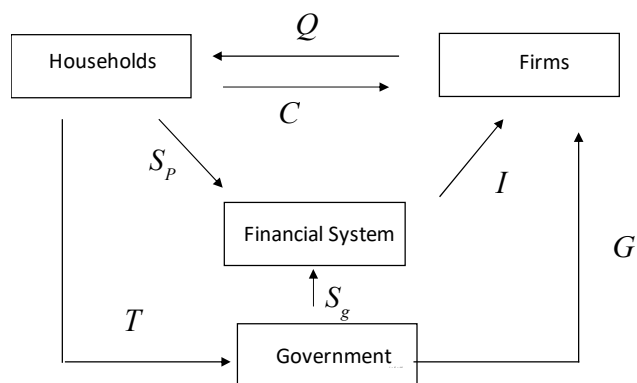 Q
Households
Firms
C
S_P
I
Financial System
G
S_g
T
Government